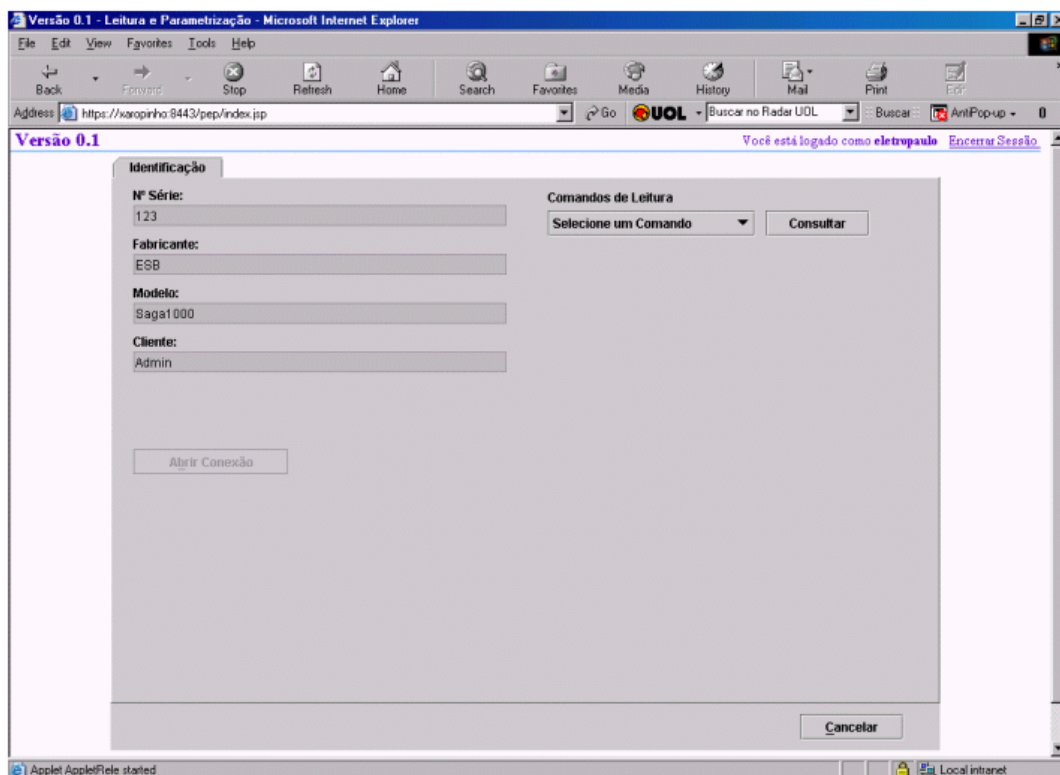 Versão 0.1 - Leitura e Parametrização - Microsoft Internet Explorer
File Edit View Favorites Tools Help
Back Forward Stop Refresh Home Search Favorites Media History Mail Print Edit
Address https://xaropinho:8443/pep/index.jsp Go UOL Buscar no Radar UOL Buscar AntiPop-up 0
Versão 0.1 Você está logado como eletropaulo Encerrar Sessão
Identificação
Nº Série:
123
Fabricante:
ESB
Modelo:
Saga1000
Cliente:
Admin
Comandos de Leitura
Selecione um Comando Consultar
Abrir Conexão
Cancelar
Applet AppletRele started Local intranet